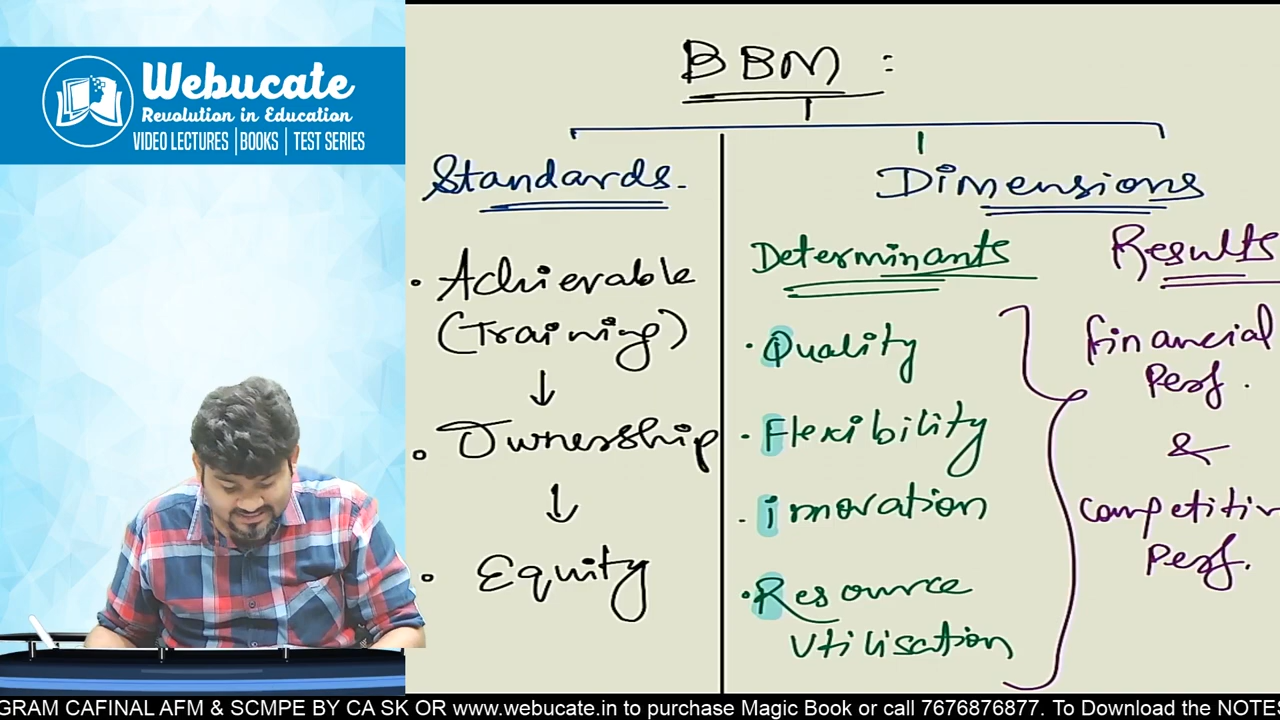 Webucate
Revolution in Education
VIDEO LECTURES | BOOKS | TEST SERIES
BBM :
Standards.
• Achievable
(Training)
↓
• Ownership
↓
• Equity
Dimensions
Determinants
• Quality
• Flexibility
• innovation
• Resource
Utilisation
Results
financial
Perf.
&
Competitiv
Perf.
GRAM CAFINAL AFM & SCMPE BY CA SK OR www.webucate.in to purchase Magic Book or call 7676876877. To Download the NOTES